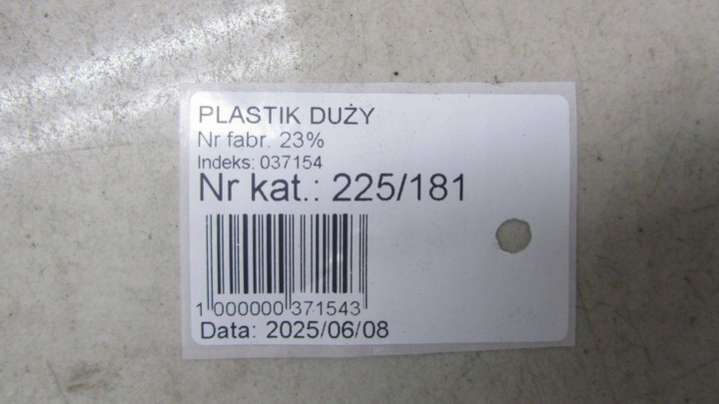 PLASTIK DUŻY
Nr fabr. 23%
Indeks: 037154
Nr kat.: 225/181
1 000000 371543
Data: 2025/06/08